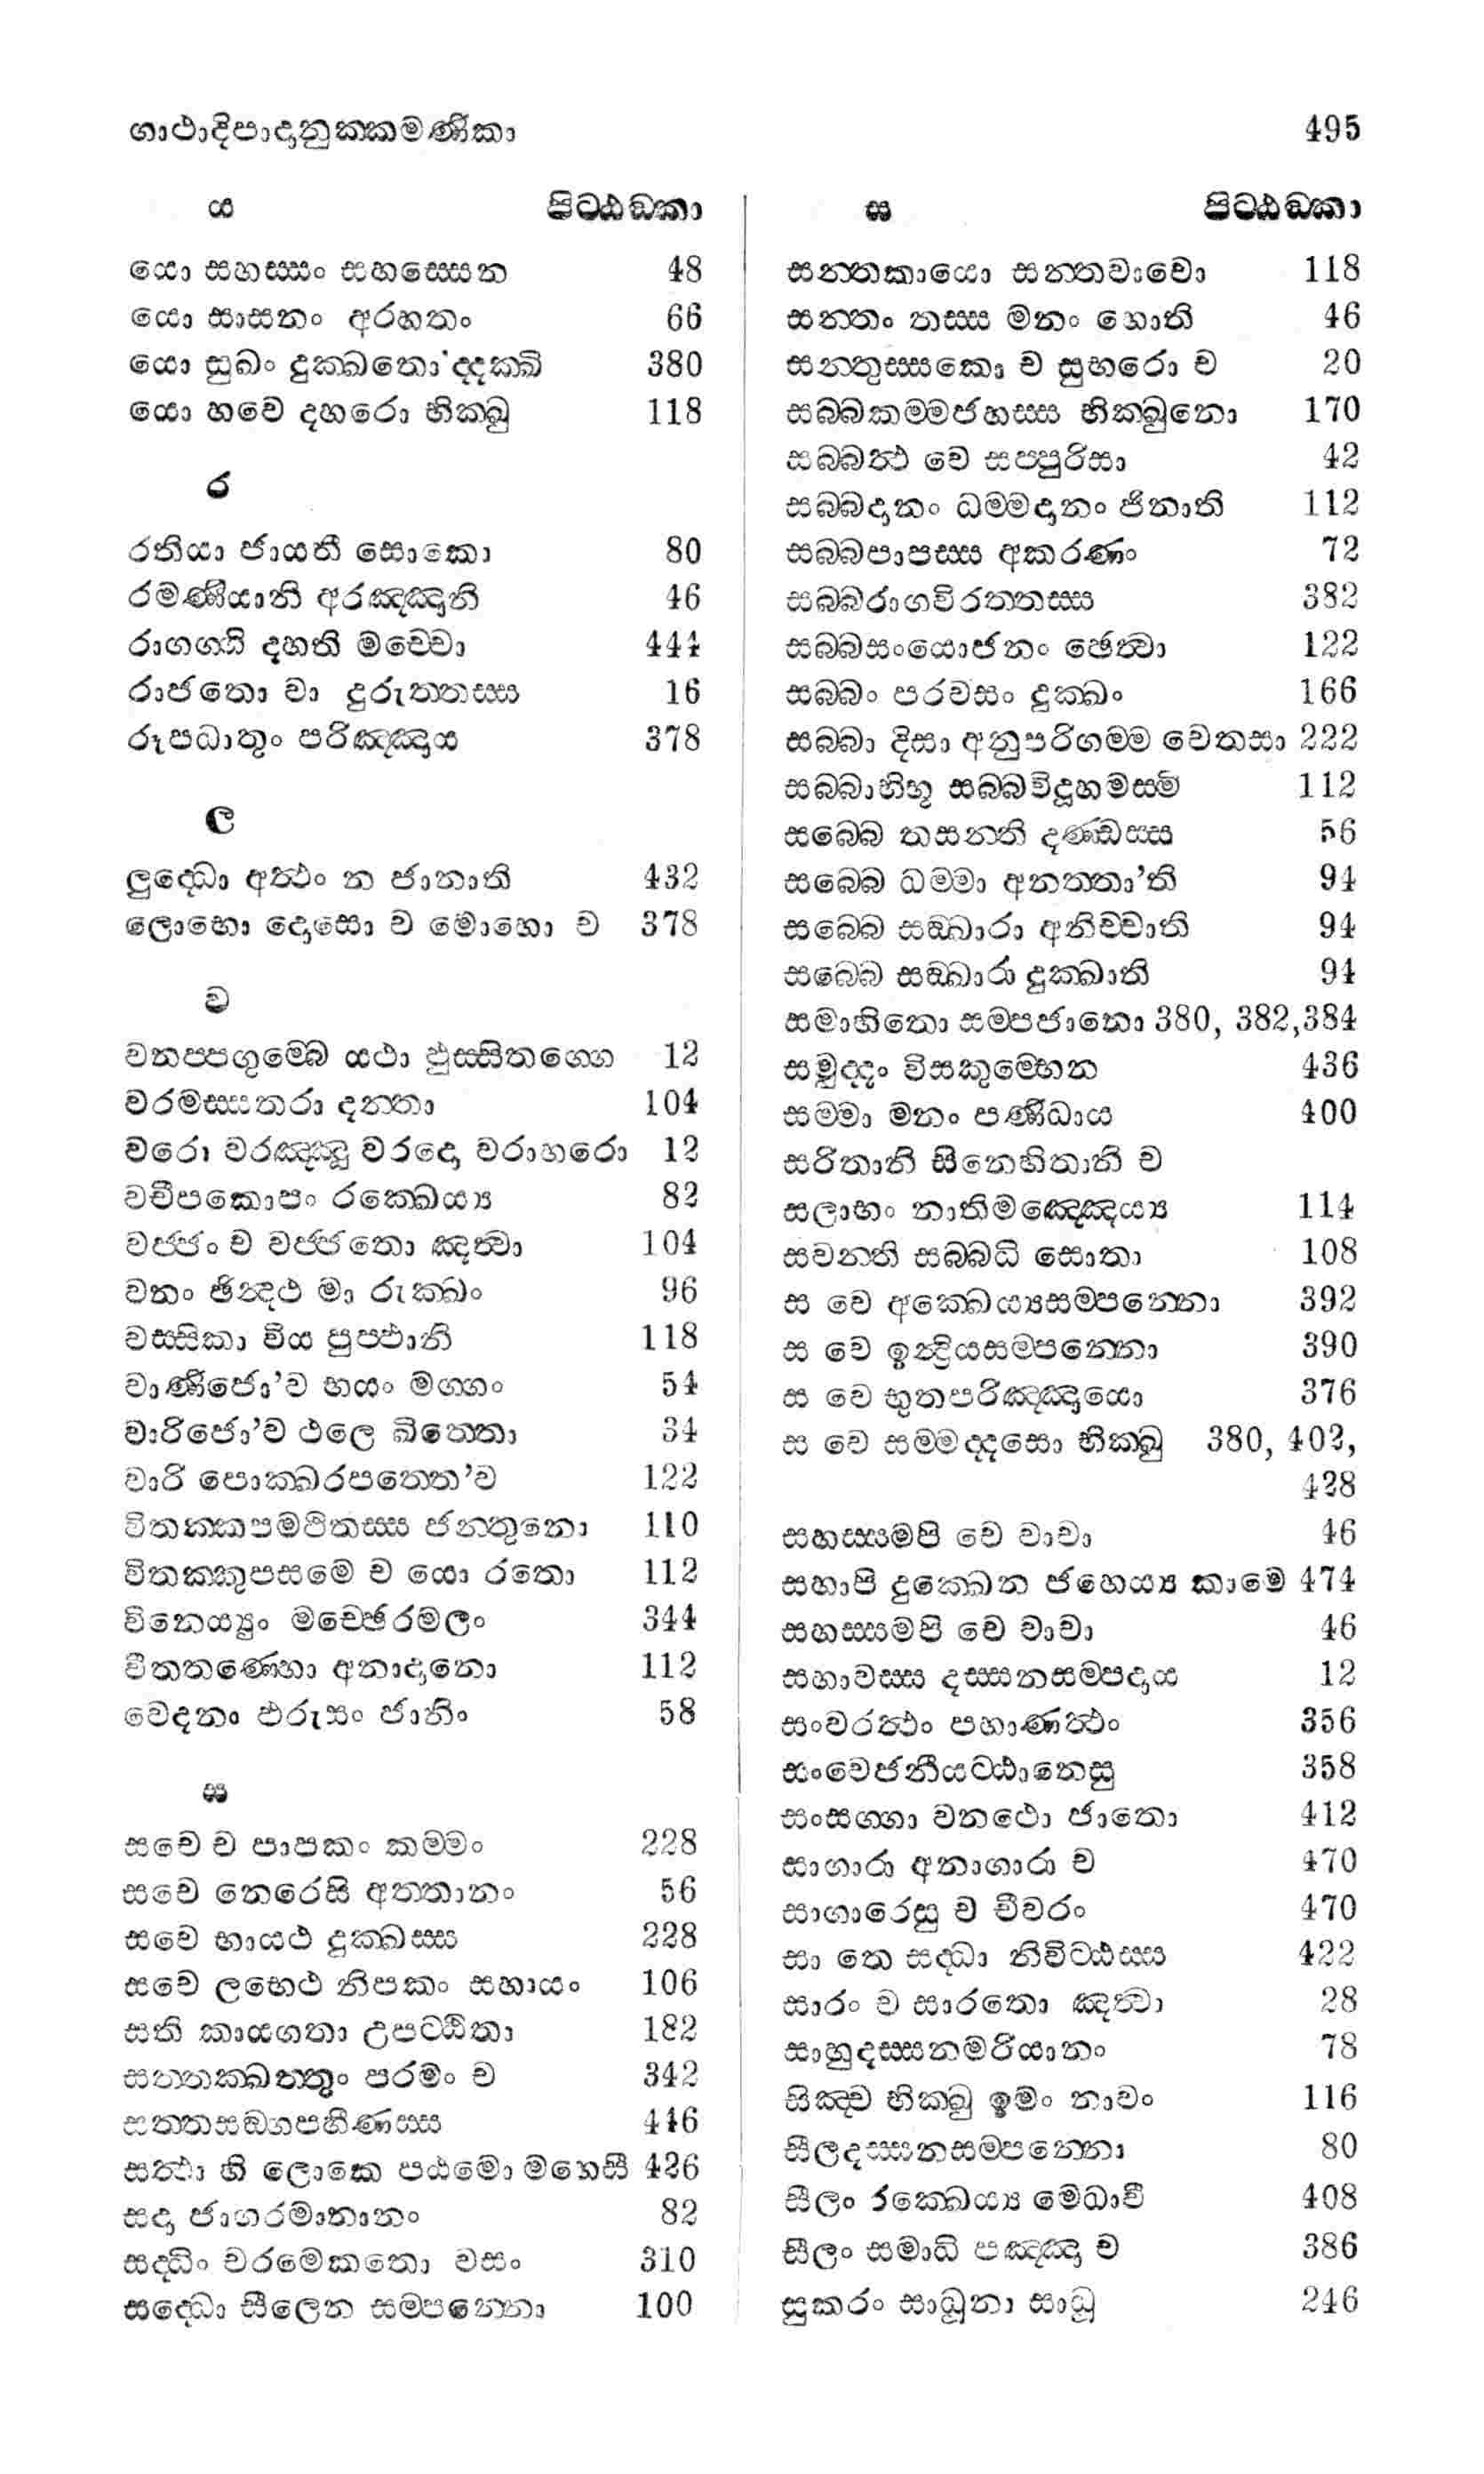 ගාථාදිපාදානුක්කමණිකා 495
ය පිට්ඨඞ්කා
යො සහස්සං සහස්සෙන 48
යො සාසනං අරහතං 66
යො සුඛං දුක්ඛතො'ද්දක්ඛි 380
යො හවෙ දහරො භික්ඛු 118
ර
රතියා ජායතී සොකො 80
රමණීයානි අරඤ්ඤානි 46
රාගග්ගි දහති මච්චො 444
රාජතො වා දුරුත්තස්ස 16
රූපධාතුං පරිඤ්ඤාය 378
ල
ලුද්ධො අත්ථං න ජානාති 432
ලොභො දොසො ච මොහො ච 378
ව
වනප්පගුම්බෙ යථා ඵුස්සිතග්ගෙ 12
වරමස්සතරා දන්තා 104
වරො වරඤ්ඤූ වරදො වරාහරො 12
වචීපකොපං රක්ඛෙය්‍ය 82
වජ්ජං ච වජ්ජතො ඤත්වා 104
වනං ඡින්දථ මා රුක්ඛං 96
වස්සිකා විය පුප්ඵානි 118
වාණිජො'ව භයං මග්ගං 54
වාරිජො'ව ථලෙ ඛිත්තො 34
වාරි පොක්ඛරපත්තෙ'ව 122
විතක්කපමථිතස්ස ජන්තුනො 110
විතක්කුපසමෙ ච යො රතො 112
විනෙය්‍යුං මච්ඡෙරමලං 344
වීතතණ්හො අනාදානො 112
වෙදනං ඵරුසං ජානිං 58
ස
සචෙ ච පාපකං කම්මං 228
සචෙ නෙරෙසි අත්තානං 56
සචෙ භායථ දුක්ඛස්ස 228
සචෙ ලභෙථ නිපකං සහායං 106
සති කායගතා උපට්ඨිතා 182
සත්තක්ඛත්තුං පරමං ච 342
සත්තසඞ්ගපහීණස්ස 446
සත්ථා හි ලොකෙ පඨමො මහෙසී 426
සදා ජාගරමානානං 82
සද්ධිං චරමෙකතො වසං 310
සද්ධො සීලෙන සම්පන්නො 100
ස පිට්ඨඞ්කා
සන්තකායො සන්තවාචො 118
සන්තං තස්ස මනං හොති 46
සන්තුස්සකො ච සුභරො ච 20
සබ්බකම්මජහස්ස භික්ඛුනො 170
සබ්බත්ථ වෙ සප්පුරිසා 42
සබ්බදානං ධම්මදානං ජිනාති 112
සබ්බපාපස්ස අකරණං 72
සබ්බරාගවිරත්තස්ස 382
සබ්බසංයොජනං ඡෙත්වා 122
සබ්බං පරවසං දුක්ඛං 166
සබ්බා දිසා අනුපරිගම්ම චෙතසා 222
සබ්බාභිභූ සබ්බවිදූහමස්මි 112
සබ්බෙ තසන්ති දණ්ඩස්ස 56
සබ්බෙ ධම්මා අනත්තා'ති 94
සබ්බෙ සඞ්ඛාරා අනිච්චාති 94
සබ්බෙ සඞ්ඛාරා දුක්ඛාති 94
සමාහිතො සම්පජානො 380, 382,384
සමුද්දං විසකුම්භෙන 436
සම්මා මනං පණිධාය 400
සරිතානි සිනෙහිතානි ච
සලාභං නාතිමඤ්ඤෙය්‍ය 114
සවන්ති සබ්බධි සොතා 108
ස වෙ අක්ඛෙය්‍යසම්පන්නො 392
ස වෙ ඉන්ද්‍රියසම්පන්නො 390
ස වෙ භූතපරිඤ්ඤායො 376
ස වෙ සම්මද්දසො භික්ඛු 380, 402,
428
සහස්සමපි චෙ වාචා 46
සහාපි දුක්ඛෙන ජහෙය්‍ය කාමෙ 474
සහස්සමපි චෙ වාචා 46
සහාවස්ස දස්සනසම්පදාය 12
සංවරත්ථං පහාණත්ථං 356
සංවෙජනීයට්ඨානෙසු 358
සංසග්ගා වනථො ජාතො 412
සාගාරා අනාගාරා ච 470
සාගාරෙසු ච චීවරං 470
සා තෙ සද්ධා නිවිට්ඨස්ස 422
සාරං ච සාරතො ඤත්වා 28
සාහුදස්සනමරියානං 78
සිඤ්ච භික්ඛු ඉමං නාවං 116
සීලදස්සනසම්පන්නො 80
සීලං රක්ඛෙය්‍ය මෙධාවී 408
සීලං සමාධි පඤ්ඤා ච 386
සුකරං සාධුනා සාධු 246